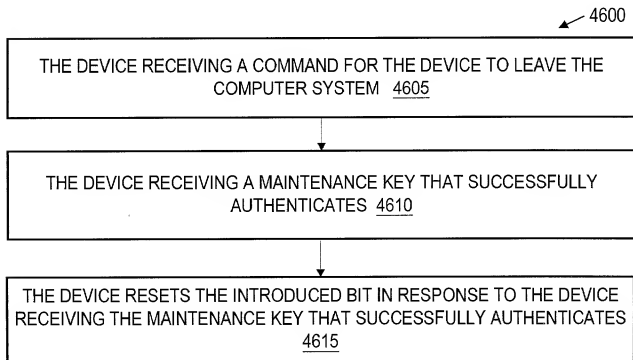 4600
THE DEVICE RECEIVING A COMMAND FOR THE DEVICE TO LEAVE THE
COMPUTER SYSTEM 4605
THE DEVICE RECEIVING A MAINTENANCE KEY THAT SUCCESSFULLY
AUTHENTICATES 4610
THE DEVICE RESETS THE INTRODUCED BIT IN RESPONSE TO THE DEVICE
RECEIVING THE MAINTENANCE KEY THAT SUCCESSFULLY AUTHENTICATES
4615